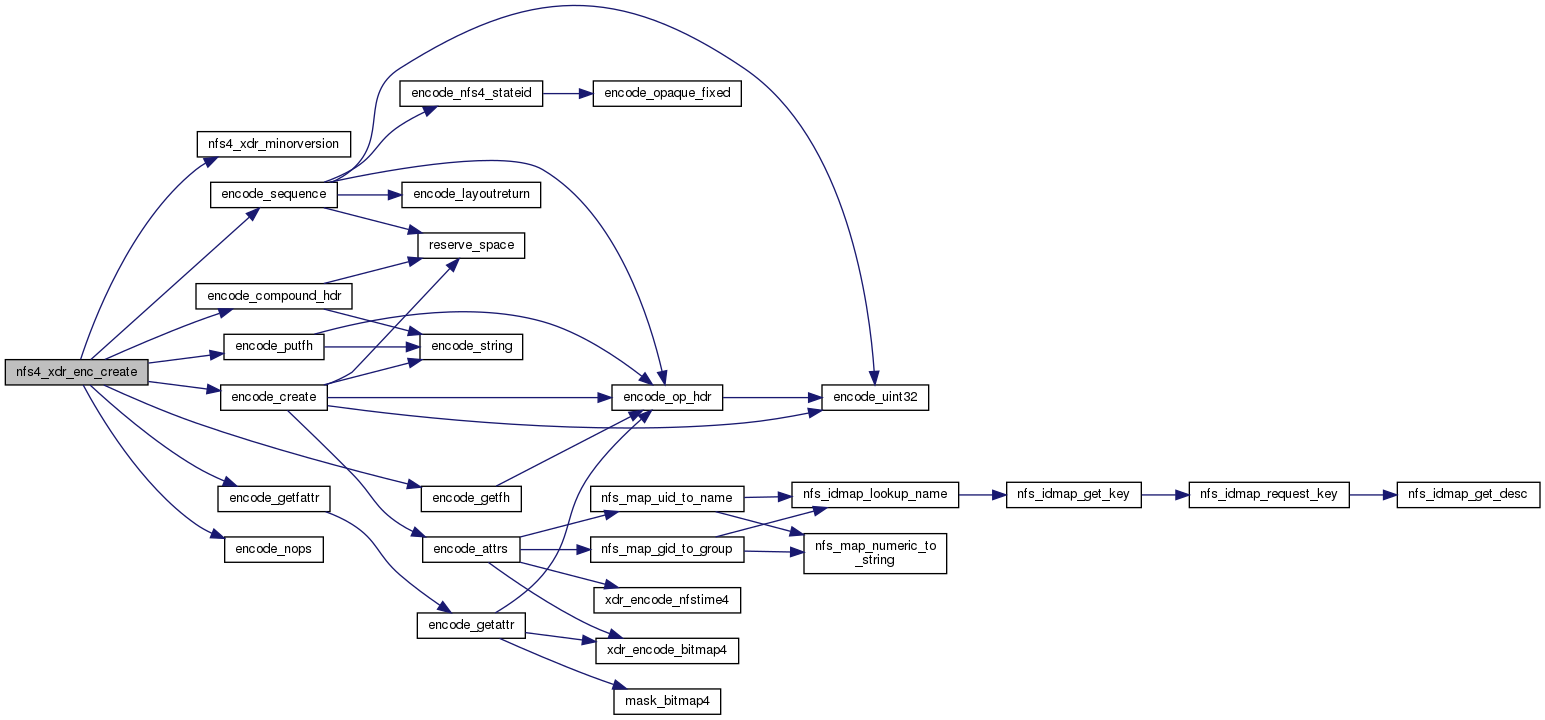 encode_nfs4_stateid
encode_opaque_fixed
nfs4_xdr_minorversion
encode_sequence
encode_layoutreturn
reserve_space
encode_compound_hdr
encode_putfh
encode_string
nfs4_xdr_enc_create
encode_create
encode_op_hdr
encode_uint32
encode_getfattr
encode_getfh
nfs_map_uid_to_name
nfs_idmap_lookup_name
nfs_idmap_get_key
nfs_idmap_request_key
nfs_idmap_get_desc
encode_nops
encode_attrs
nfs_map_gid_to_group
nfs_map_numeric_to
_string
xdr_encode_nfstime4
encode_getattr
xdr_encode_bitmap4
mask_bitmap4